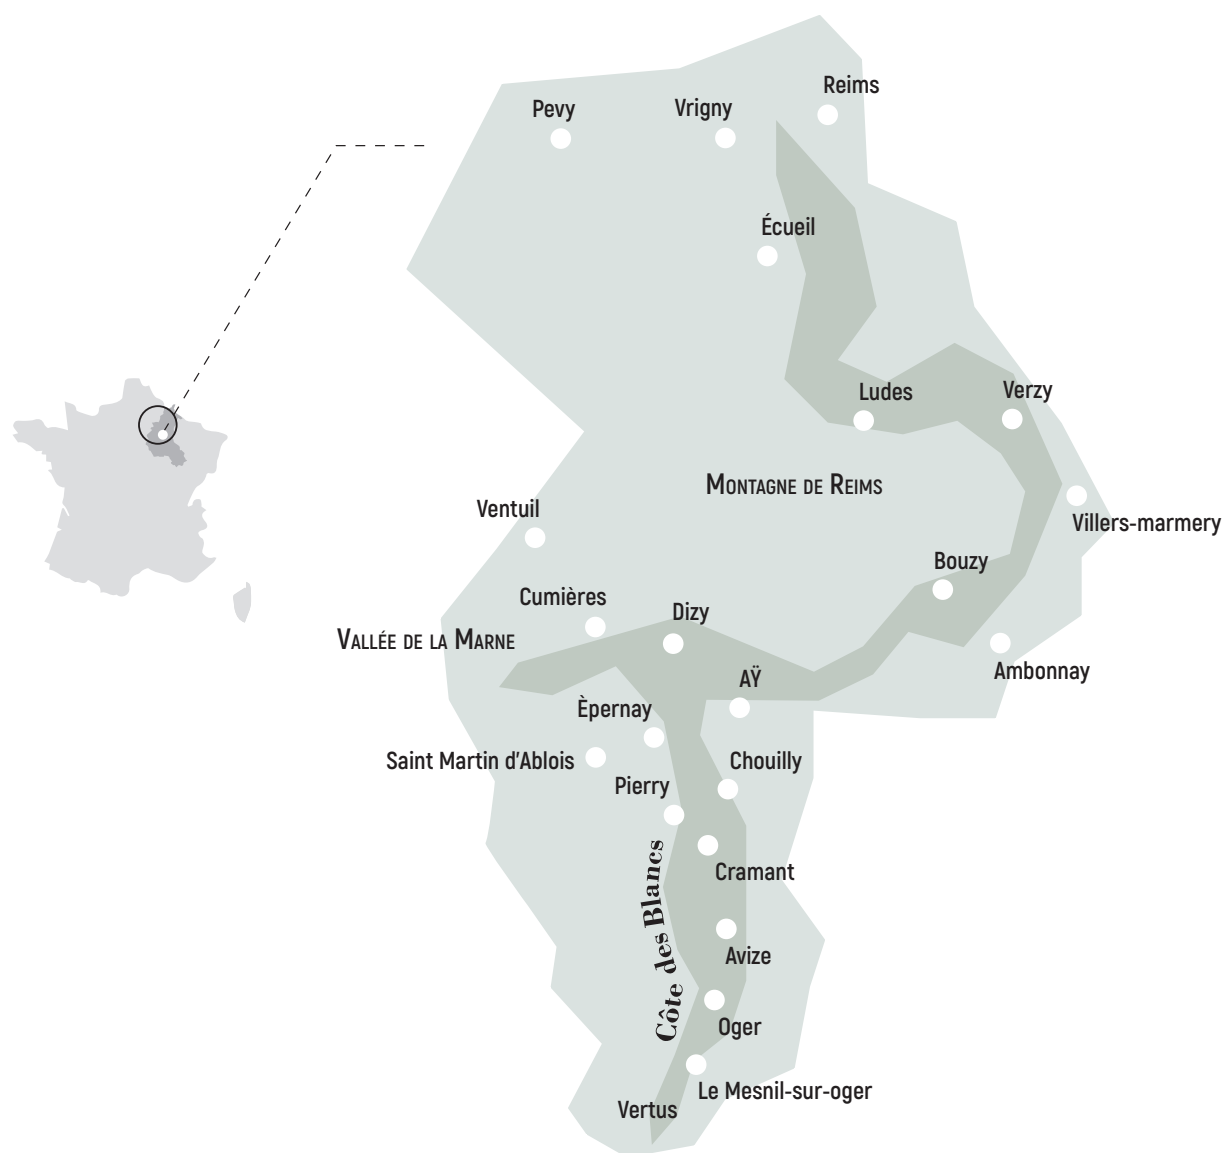 Reims
Pevy
Vrigny
Écueil
Ludes
Verzy
Montagne de Reims
Ventuil
Villers-marmery
Bouzy
Cumières
Dizy
Vallée de la Marne
Ambonnay
AŸ
Èpernay
Saint Martin d'Ablois
Chouilly
Pierry
Cramant
Côte des Blancs
Avize
Oger
Le Mesnil-sur-oger
Vertus